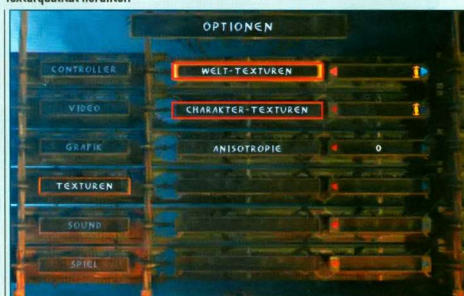 OPTIONEN
CONTROLLER
WELT-TEXTUREN
VIDEO
CHARAKTER-TEXTUREN
GRAFIK
ANISOTROPIE
0
TEXTUREN
SOUND
SPIEL